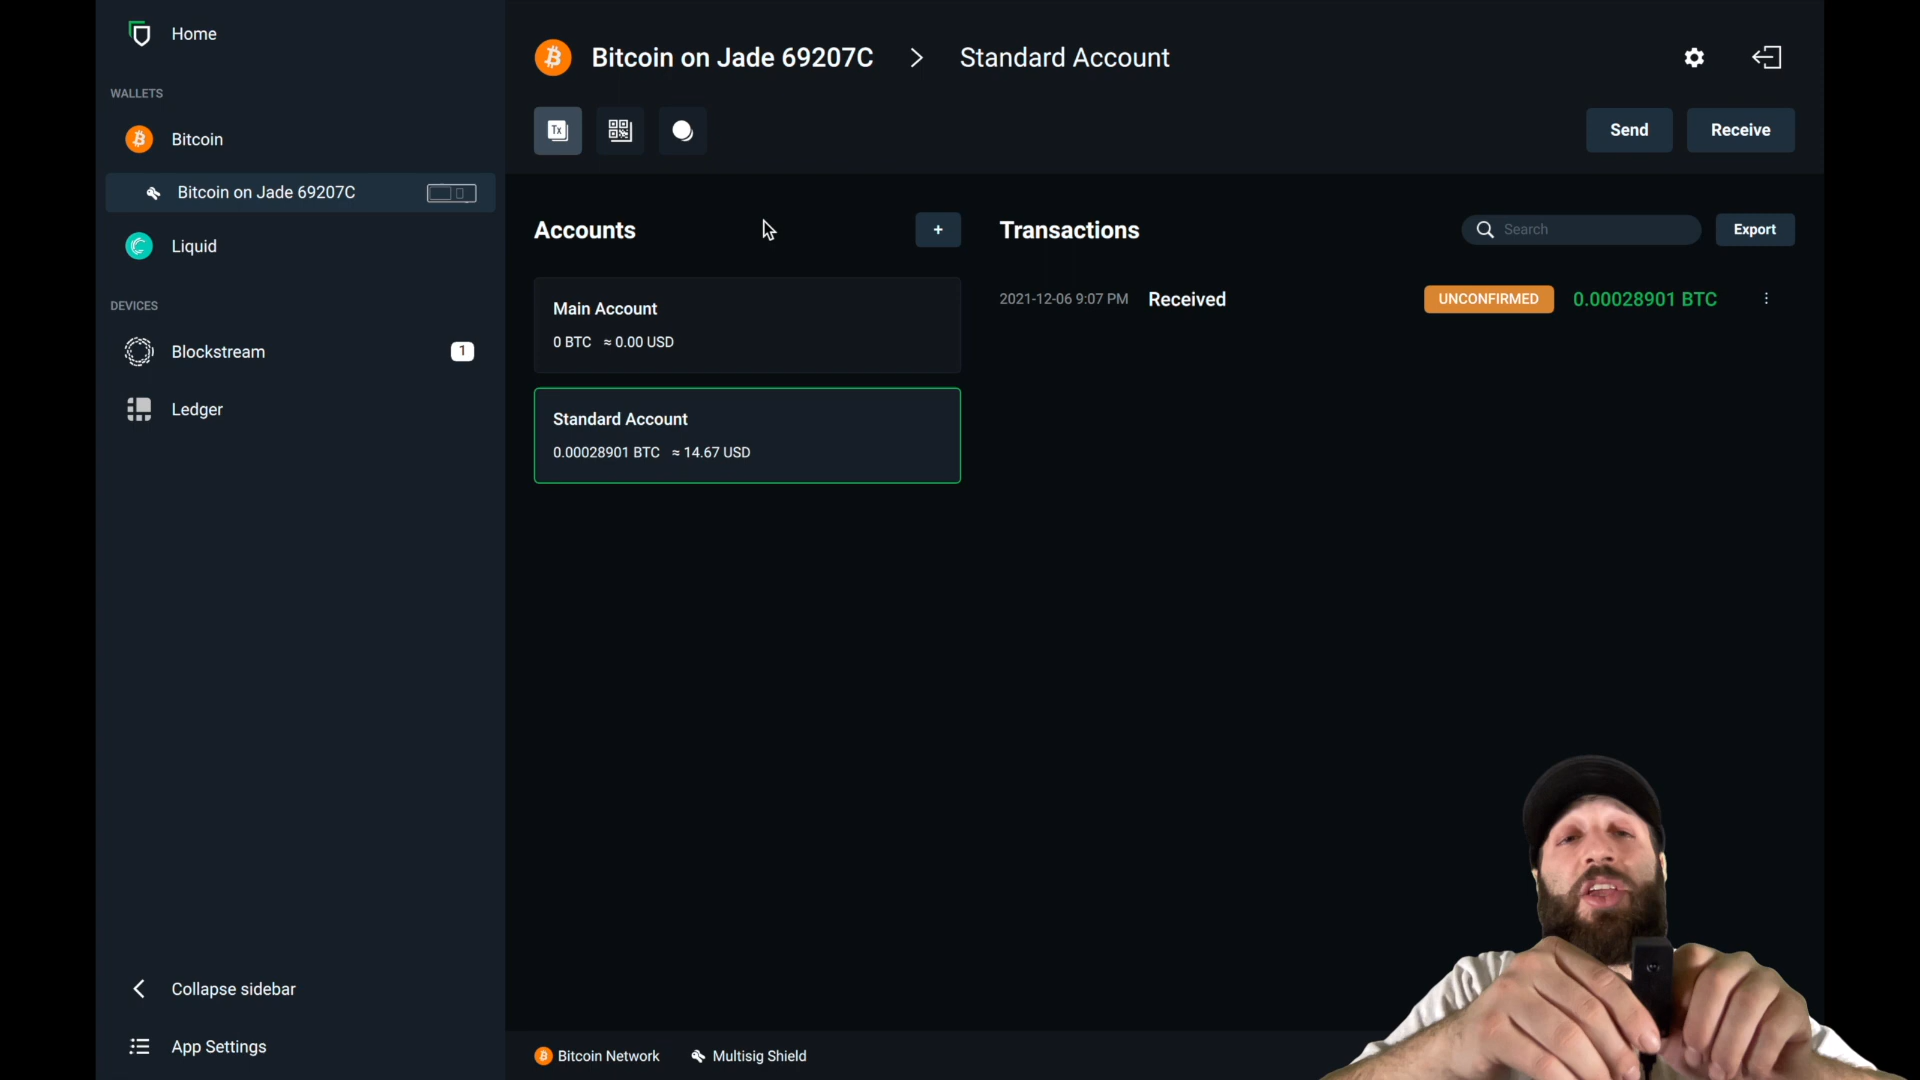 Home
WALLETS
Bitcoin
Bitcoin on Jade 69207C
Liquid
DEVICES
Blockstream 1
Ledger
Collapse sidebar
App Settings
Bitcoin on Jade 69207C > Standard Account
Tx
Send Receive
Accounts +
Main Account
0 BTC ≈ 0.00 USD
Standard Account
0.00028901 BTC ≈ 14.67 USD
Transactions Search Export
2021-12-06 9:07 PM Received UNCONFIRMED 0.00028901 BTC
Bitcoin Network Multisig Shield